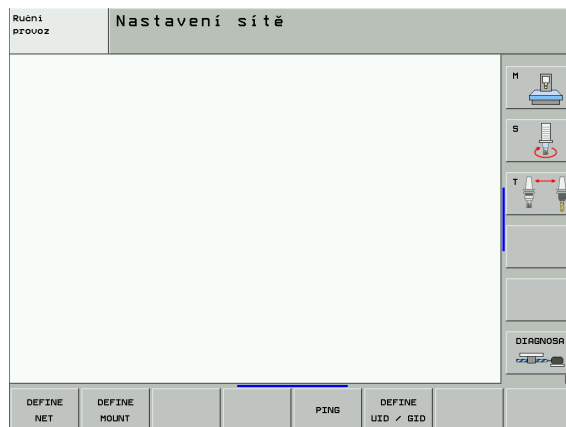 Ruční
provoz
Nastavení sítě
M
S
T
DIAGNOSA
DEFINE
NET
DEFINE
MOUNT
PING
DEFINE
UID / GID